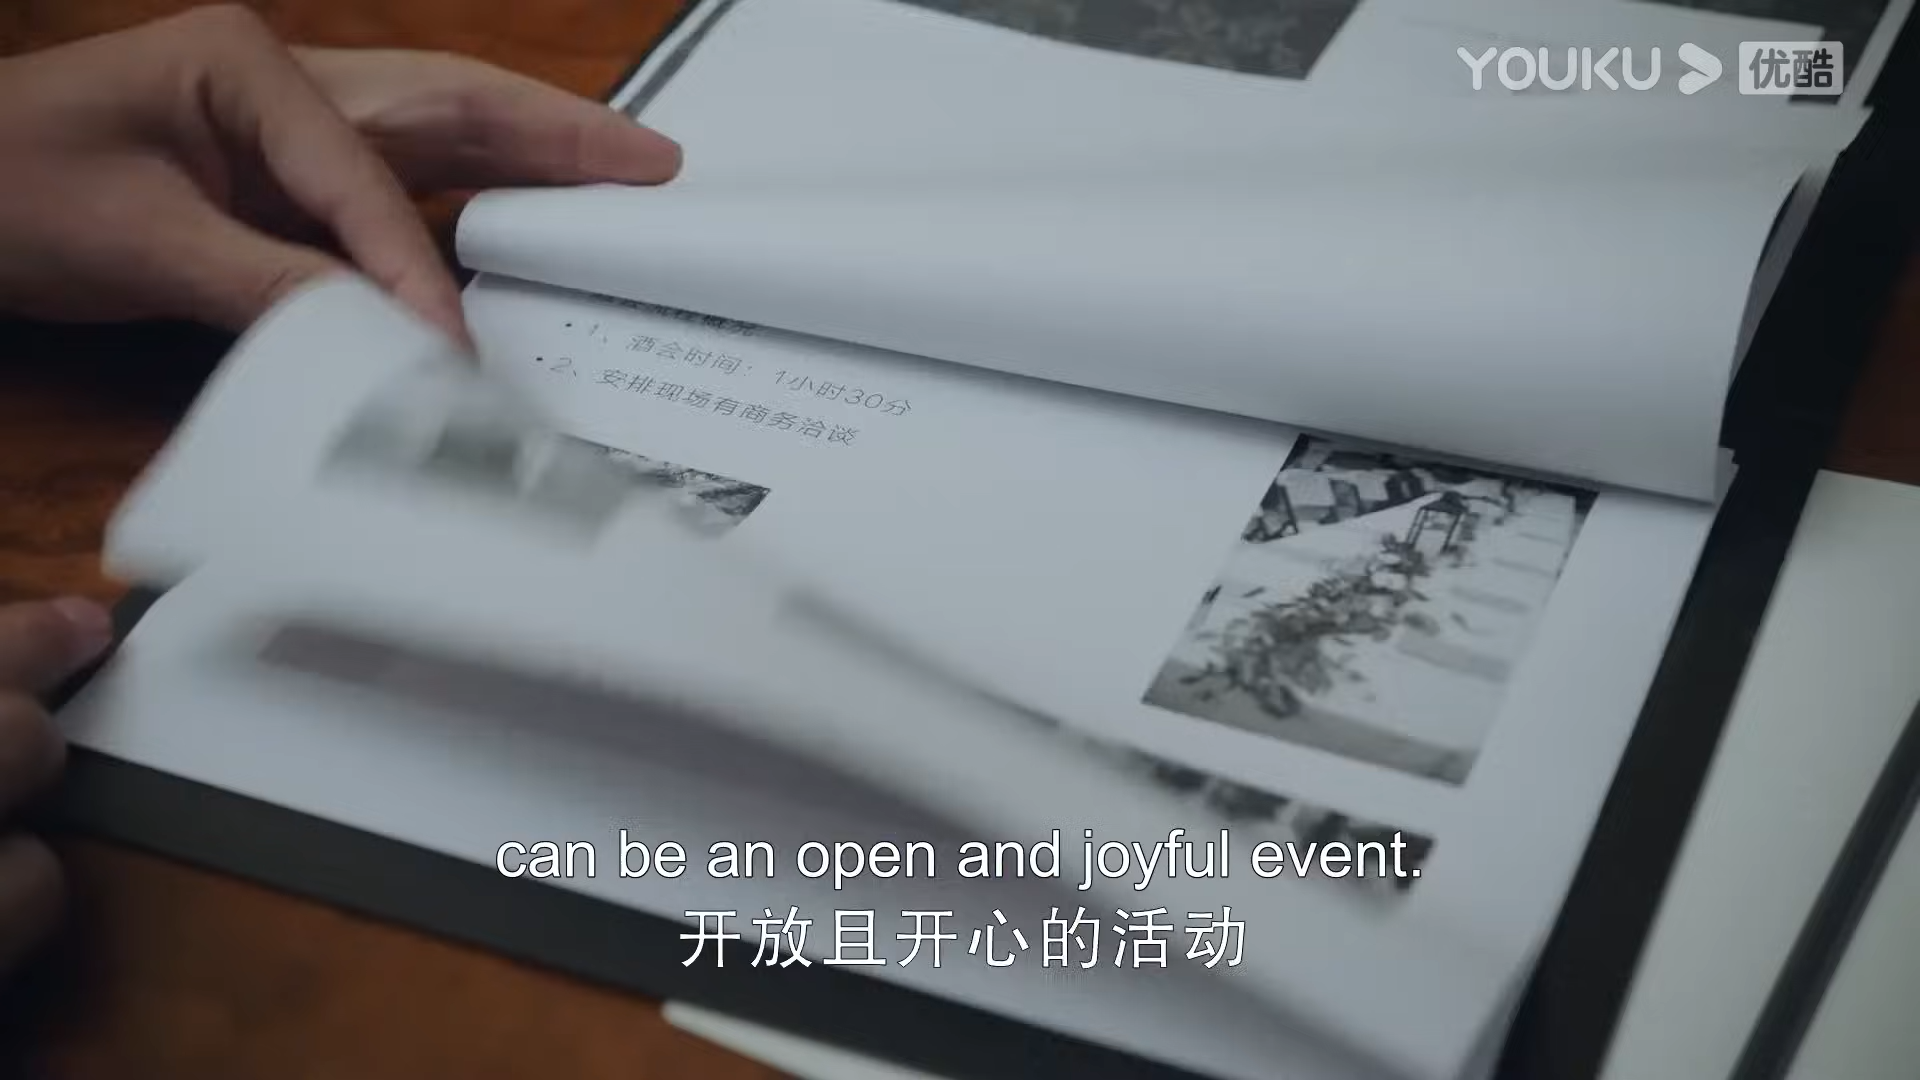 YOUKU 优酷
• 1、酒会时间：1小时30分
• 2、安排现场有商务洽谈
can be an open and joyful event.
开放且开心的活动